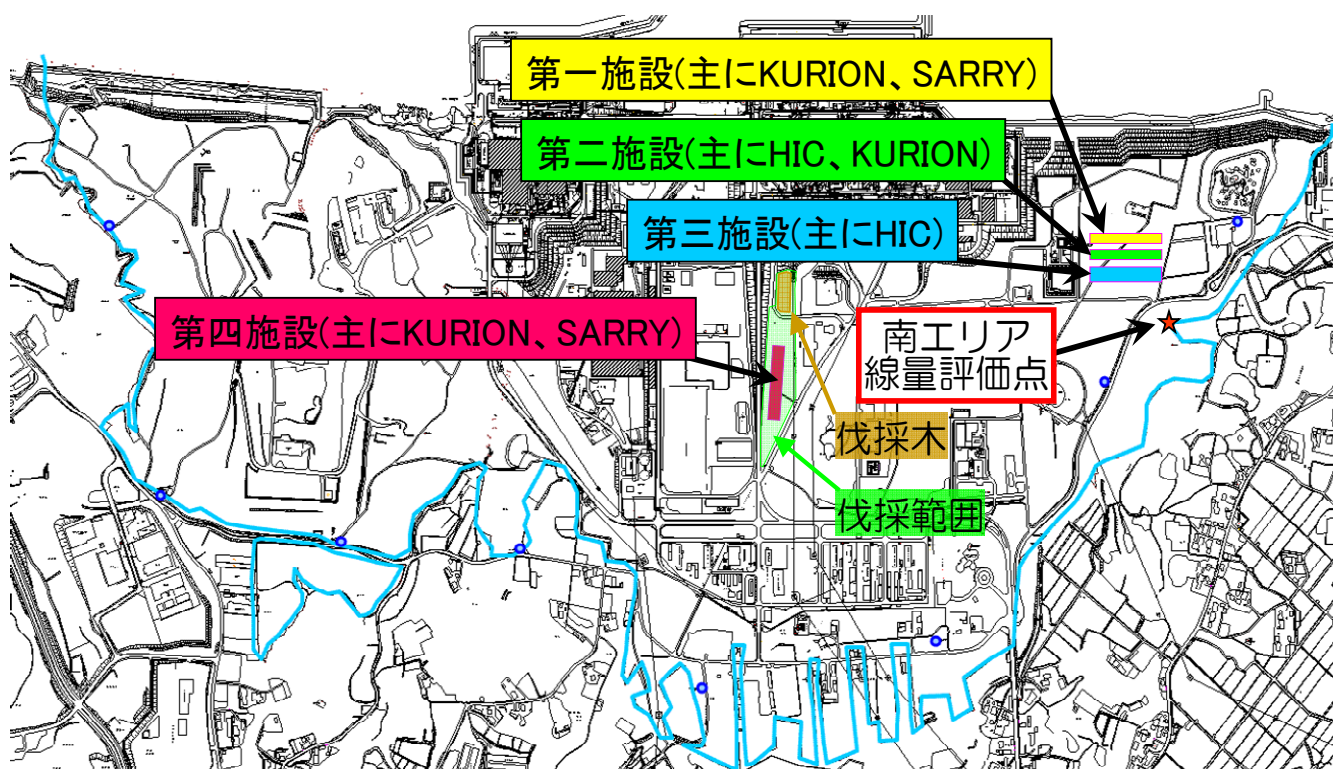 第一施設(主にKURION、SARRY)
第二施設(主にHIC、KURION)
第三施設(主にHIC)
第四施設(主にKURION、SARRY)
南エリア
線量評価点
伐採木
伐採範囲